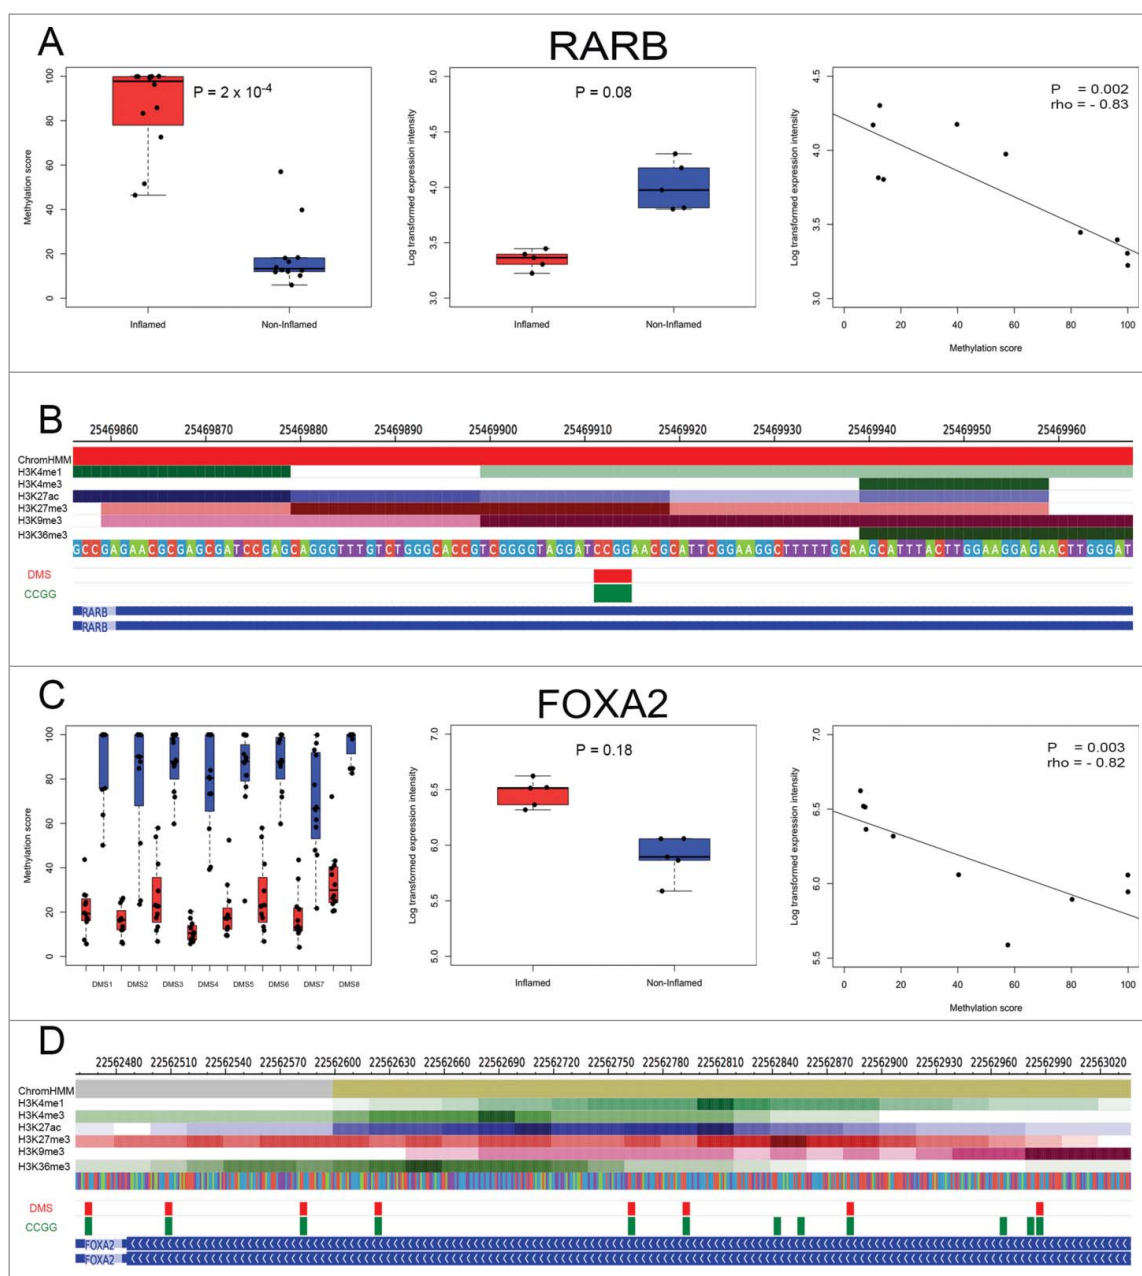 A
RARB
P = 2 x 10-4
Methylation score
100
80
60
40
20
0
Inflamed
Non-Inflamed
P = 0.08
Log transformed expression intensity
5.0
4.5
4.0
3.5
3.0
Inflamed
Non-Inflamed
P = 0.002
rho = - 0.83
Log transformed expression intensity
4.5
4.0
3.5
3.0
0 20 40 60 80 100
Methylation score
B
25469860 25469870 25469880 25469890 25469900 25469910 25469920 25469930 25469940 25469950 25469960
ChromHMM
H3K4me1
H3K4me3
H3K27ac
H3K27me3
H3K9me3
H3K36me3
GCCGAGAACGCGAGCGATCCGAGCAGGGTTTGTCTGGGCACCGTCGGGGTAGGATCCGGAACGCATTCGGAAGGCTTTTTGCAAGCATTTACTTGGAAGGAGAACTTGGGAT
DMS
CCGG
RARB
RARB
C
FOXA2
Methylation score
100
80
60
40
20
0
DMS1 DMS2 DMS3 DMS4 DMS5 DMS6 DMS7 DMS8
P = 0.18
Log transformed expression intensity
7.0
6.5
6.0
5.5
5.0
Inflamed
Non-Inflamed
P = 0.003
rho = - 0.82
Log transformed expression intensity
7.0
6.5
6.0
5.5
0 20 40 60 80 100
Methylation score
D
22562480 22562510 22562540 22562570 22562600 22562630 22562660 22562690 22562720 22562750 22562780 22562810 22562840 22562870 22562900 22562930 22562960 22562990 22563020
ChromHMM
H3K4me1
H3K4me3
H3K27ac
H3K27me3
H3K9me3
H3K36me3
DMS
CCGG
FOXA2
FOXA2